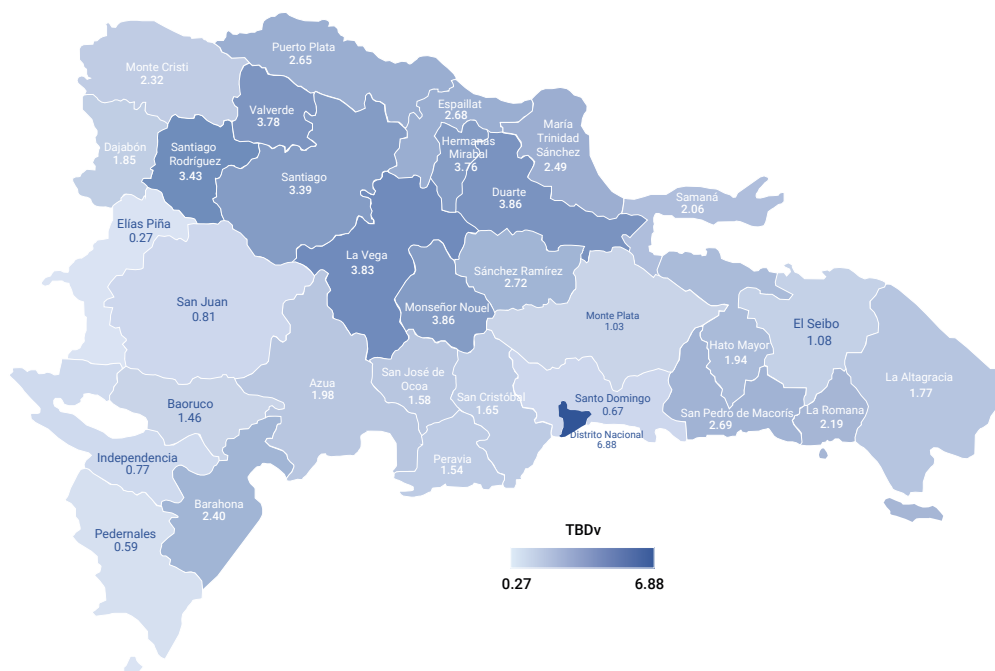 Puerto Plata
2.65
Monte Cristi
2.32
Espaillat
2.68
Valverde
3.78
María
Trinidad
Sánchez
2.49
Dajabón
1.85
Santiago
Rodríguez
3.43
Hermanas
Mirabal
3.76
Santiago
3.39
Duarte
3.86
Samaná
2.06
Elías Piña
0.27
La Vega
3.83
Sánchez Ramírez
2.72
San Juan
0.81
Monseñor Nouel
3.86
Monte Plata
1.03
El Seibo
1.08
Hato Mayor
1.94
La Altagracia
1.77
Azua
1.98
San José de
Ocoa
1.58
San Cristóbal
1.65
Santo Domingo
0.67
Baoruco
1.46
San Pedro de Macorís
2.69
La Romana
2.19
Distrito Nacional
6.88
Independencia
0.77
Peravia
1.54
Barahona
2.40
Pedernales
0.59
TBDv
0.27
6.88